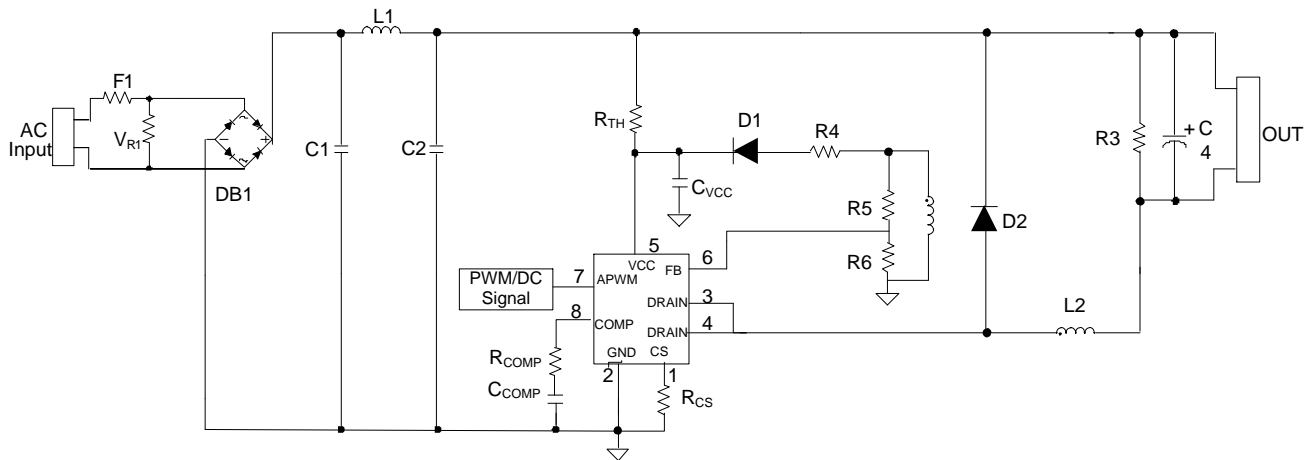 L1
F1
AC
Input
VR1
DB1
C1
C2
RTH
D1
R4
CVCC
R5
R6
D2
R3
+ C
4
OUT
5
VCC
6
FB
PWM/DC
Signal
7
APWM
DRAIN
3
8
COMP
DRAIN
4
L2
GND
CS
2
1
RCOMP
CCOMP
RCS